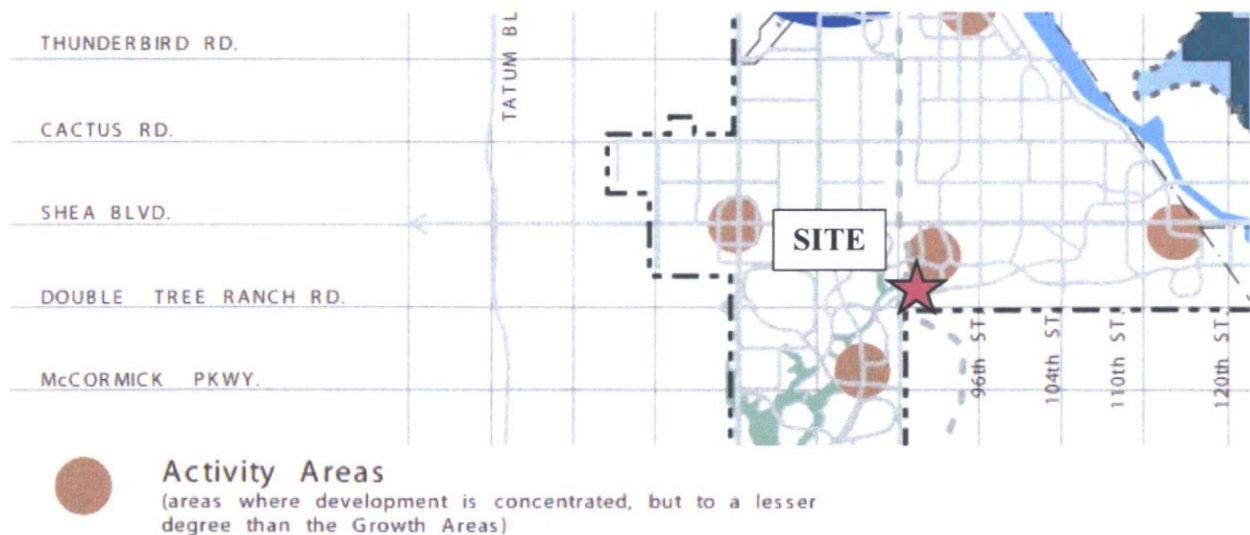 THUNDERBIRD RD.
TATUM BL
CACTUS RD.
SHEA BLVD.
SITE
DOUBLE TREE RANCH RD.
McCORMICK PKWY.
96th ST.
104th ST.
110th ST.
120th ST.
Activity Areas
(areas where development is concentrated, but to a lesser
degree than the Growth Areas)